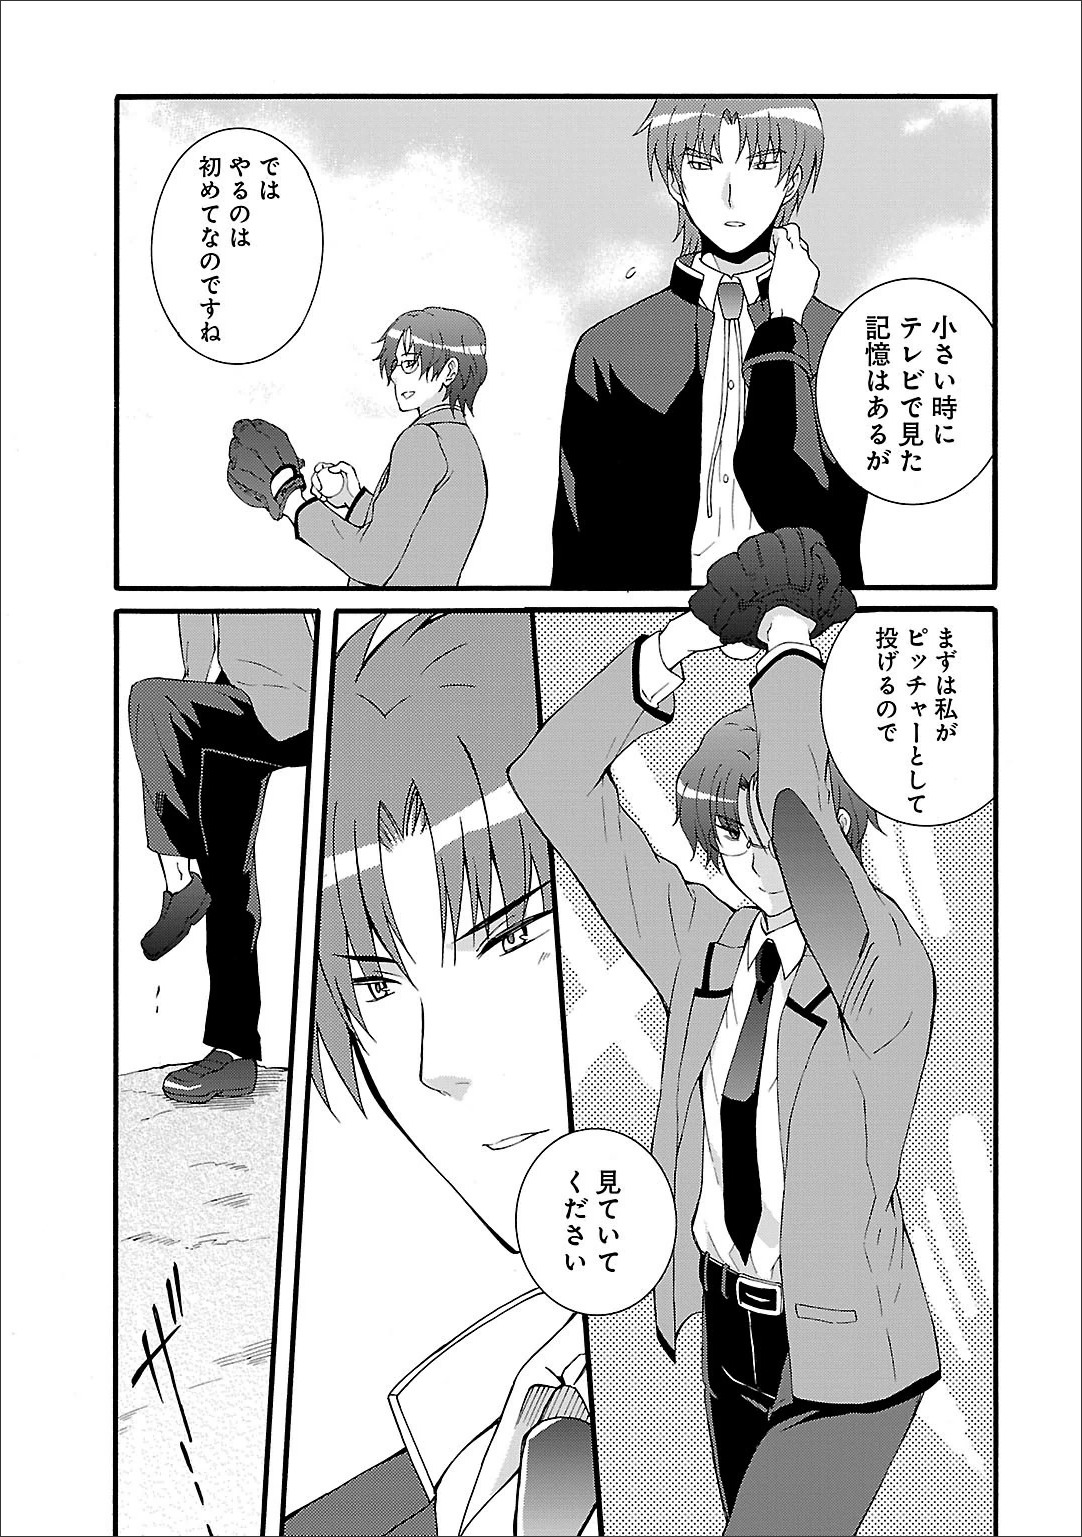 小さい時に
テレビで見た
記憶はあるが
では
やるのは
初めてなのですね
まずは私が
ピッチャーとして
投げるので
見ていて
ください
ザッ